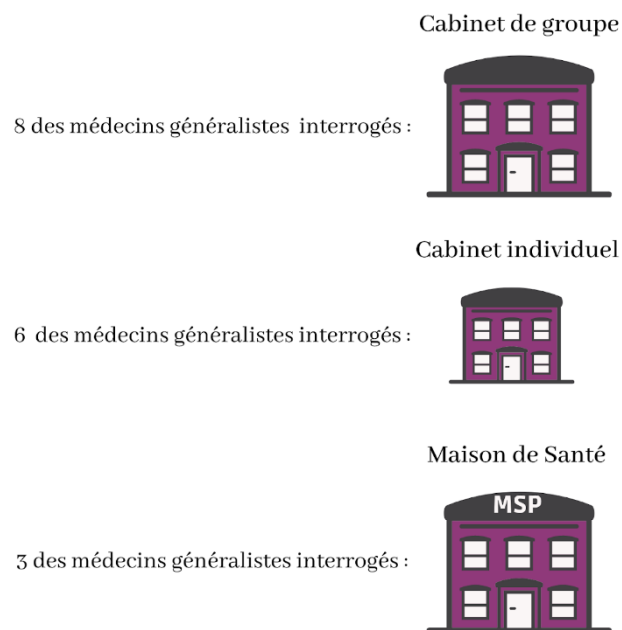 Cabinet de groupe
8 des médecins généralistes interrogés :
Cabinet individuel
6 des médecins généralistes interrogés :
Maison de Santé
MSP
3 des médecins généralistes interrogés :